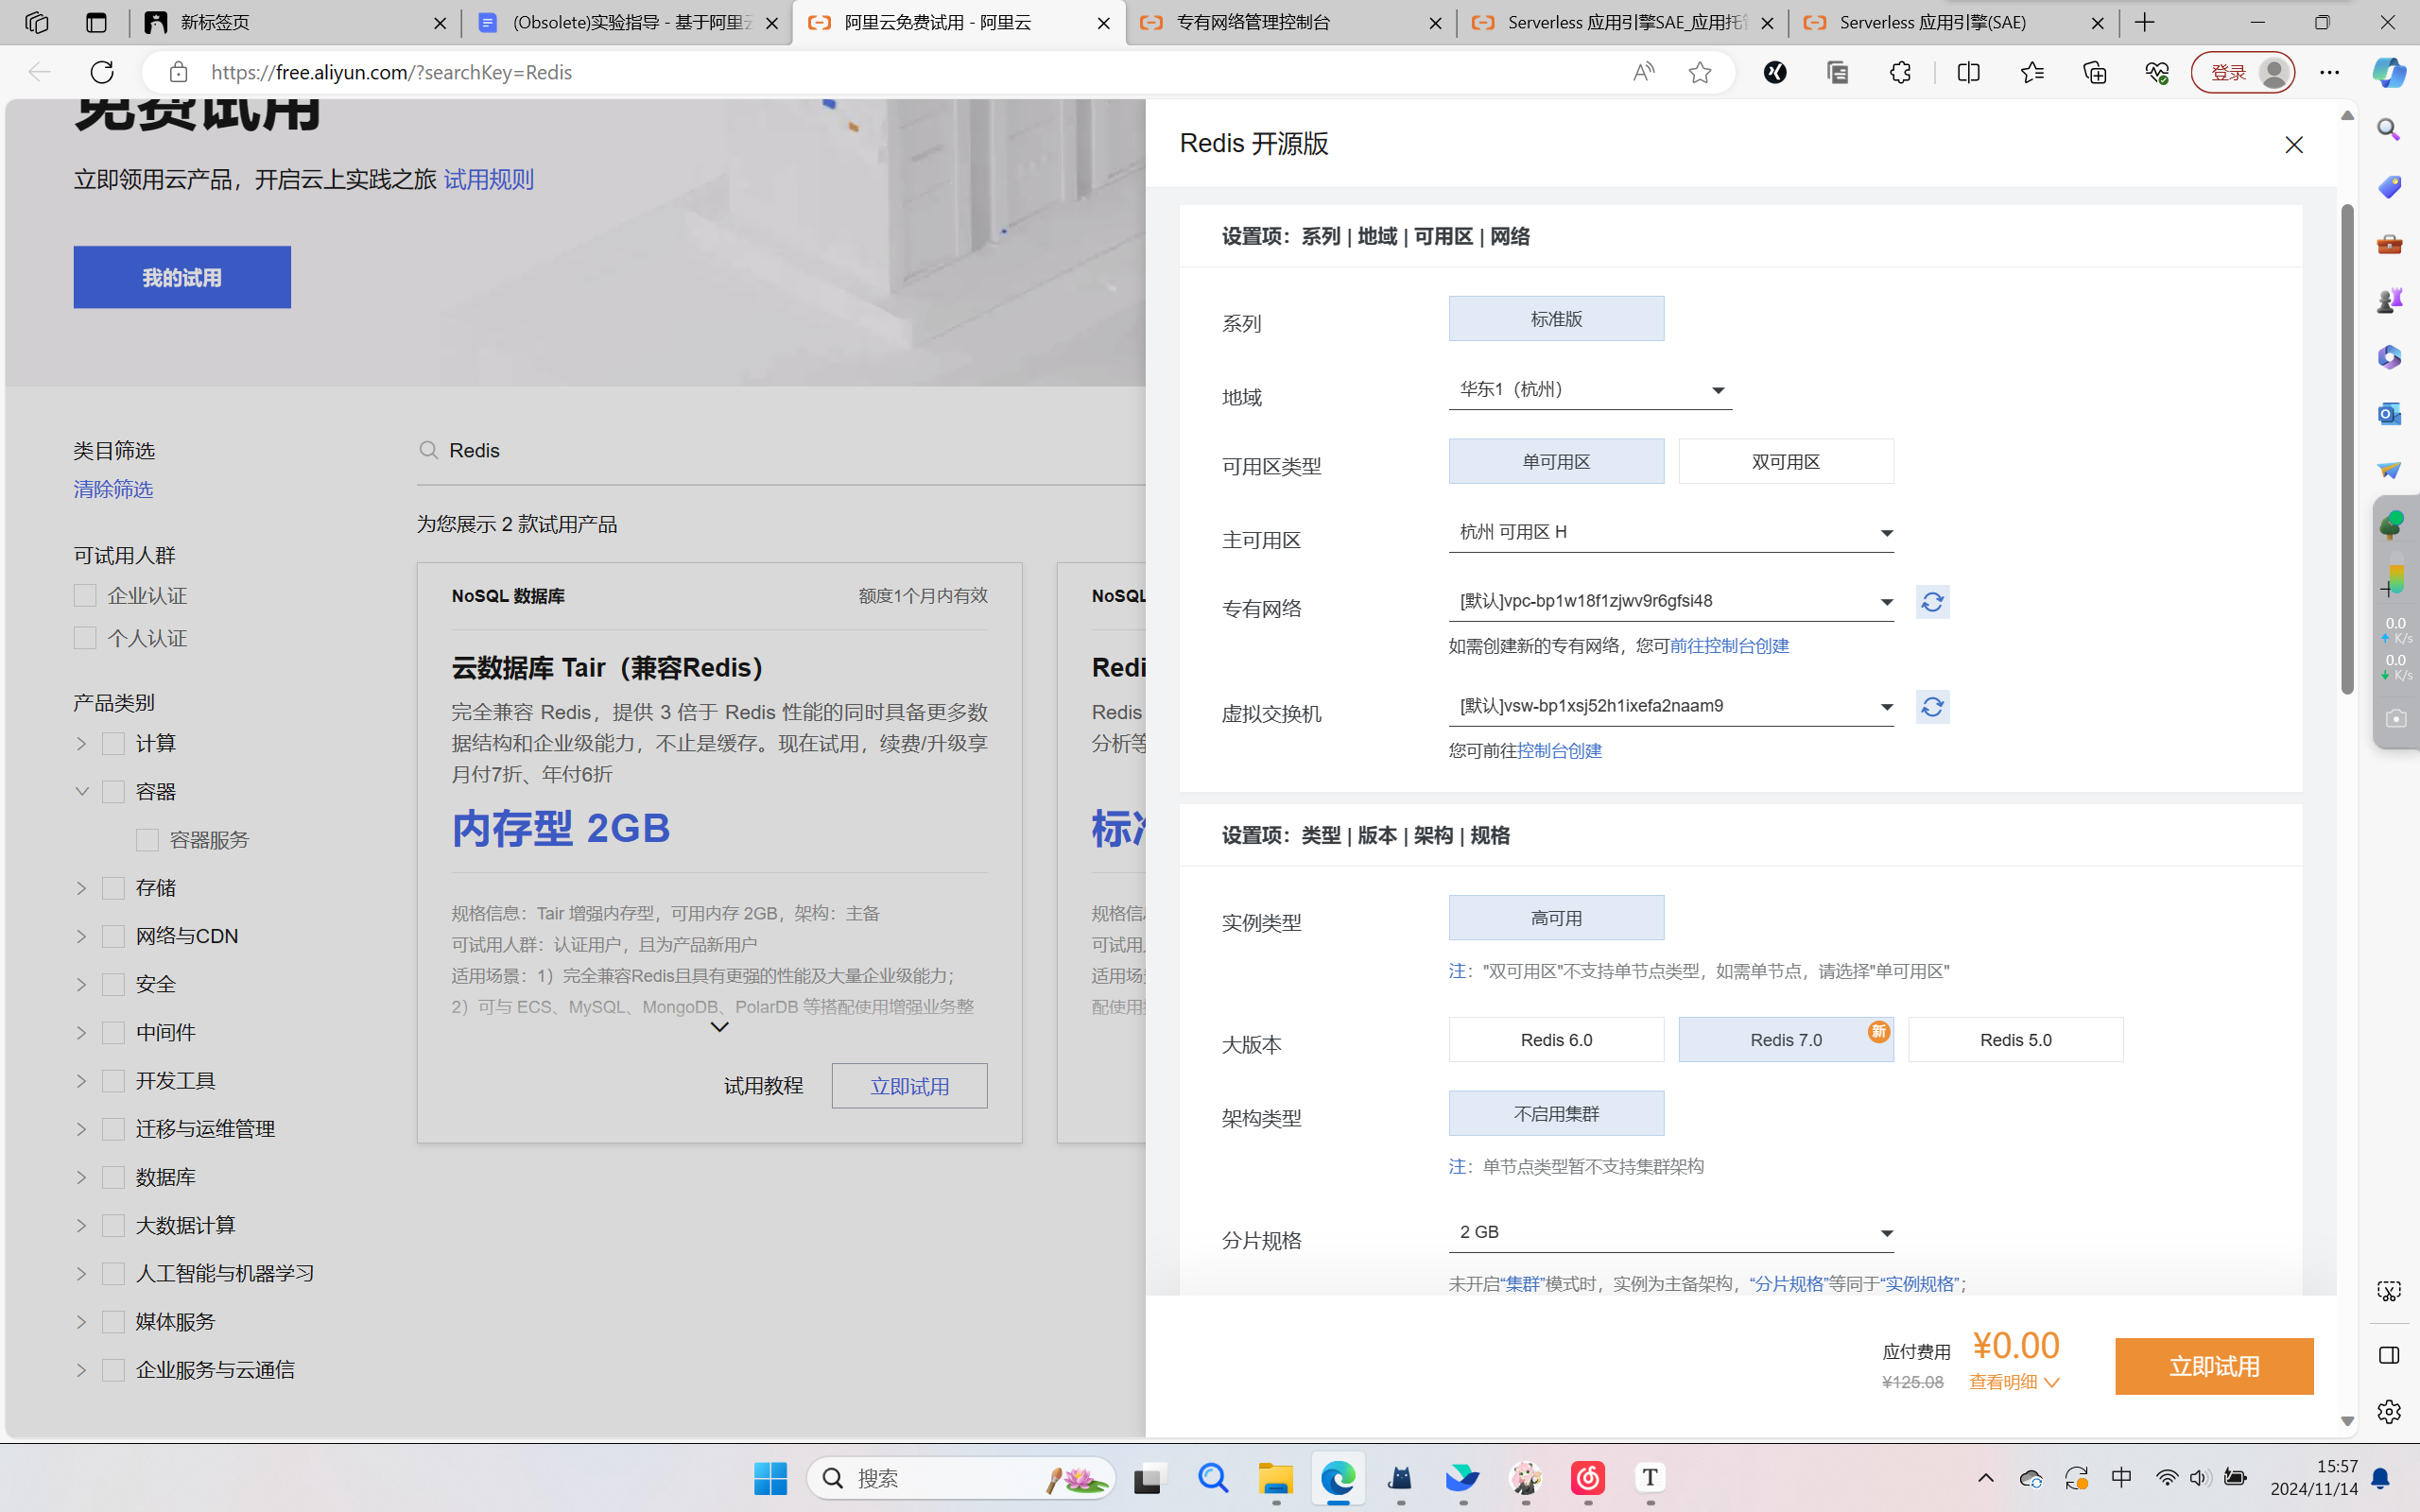 新标签页
(Obsolete)实验指导 - 基于阿里云
阿里云免费试用 - 阿里云
专有网络管理控制台
Serverless 应用引擎SAE_应用托管
Serverless 应用引擎(SAE)
https://free.aliyun.com/?searchKey=Redis
登录
免费试用
立即领用云产品，开启云上实践之旅 试用规则
我的试用
类目筛选
清除筛选
可试用人群
企业认证
个人认证
产品类别
计算
容器
容器服务
存储
网络与CDN
安全
中间件
开发工具
迁移与运维管理
数据库
大数据计算
人工智能与机器学习
媒体服务
企业服务与云通信
Redis
为您展示 2 款试用产品
NoSQL 数据库 额度1个月内有效
云数据库 Tair（兼容Redis）
完全兼容 Redis，提供 3 倍于 Redis 性能的同时具备更多数
据结构和企业级能力，不止是缓存。现在试用，续费/升级享
月付7折、年付6折
内存型 2GB
规格信息：Tair 增强内存型，可用内存 2GB，架构：主备
可试用人群：认证用户，且为产品新用户
适用场景：1）完全兼容Redis且具有更强的性能及大量企业级能力；
2）可与 ECS、MySQL、MongoDB、PolarDB 等搭配使用增强业务整
试用教程 立即试用
NoSQL
Redi
Redis
分析等
标准
规格信息
可试用人
适用场景
配使用
Redis 开源版
设置项：系列 | 地域 | 可用区 | 网络
系列 标准版
地域 华东1（杭州）
可用区类型 单可用区 双可用区
主可用区 杭州 可用区 H
专有网络 [默认]vpc-bp1w18f1zjwv9r6gfsi48
如需创建新的专有网络，您可前往控制台创建
虚拟交换机 [默认]vsw-bp1xsj52h1ixefa2naam9
您可前往控制台创建
设置项：类型 | 版本 | 架构 | 规格
实例类型 高可用
注："双可用区"不支持单节点类型，如需单节点，请选择"单可用区"
大版本 Redis 6.0 Redis 7.0 新 Redis 5.0
架构类型 不启用集群
注：单节点类型暂不支持集群架构
分片规格 2 GB
未开启“集群”模式时，实例为主备架构，“分片规格”等同于“实例规格”；
应付费用 ¥0.00
¥125.08 查看明细
立即试用
0.0
K/s
0.0
K/s
搜索
中
15:57
2024/11/14